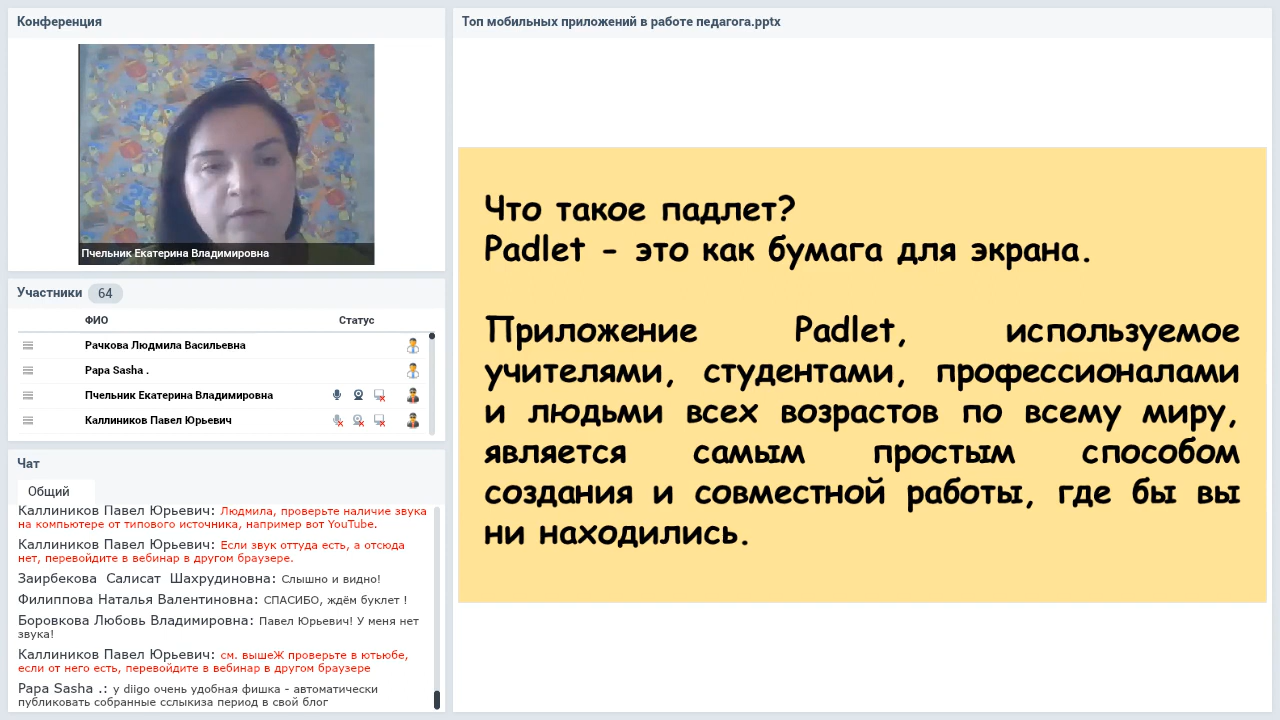 Конференция
Пчельник Екатерина Владимировна
Участники 64
ФИО Статус
Рачкова Людмила Васильевна
Papa Sasha .
Пчельник Екатерина Владимировна
Каллиников Павел Юрьевич
Чат
Общий
Каллиников Павел Юрьевич: Людмила, проверьте наличие звука
на компьютере от типового источника, например вот YouTube.
Каллиников Павел Юрьевич: Если звук оттуда есть, а отсюда
нет, перевойдите в вебинар в другом браузере.
Заирбекова Салисат Шахрудиновна: Слышно и видно!
Филиппова Наталья Валентиновна: СПАСИБО, ждём буклет !
Боровкова Любовь Владимировна: Павел Юрьевич! У меня нет
звука!
Каллиников Павел Юрьевич: см. вышеЖ проверьте в ютьюбе,
если от него есть, перевойдите в вебинар в другом браузере
Papa Sasha .: у diigo очень удобная фишка - автоматически
публиковать собранные сслыкиза период в свой блог
Топ мобильных приложений в работе педагога.pptx
Что такое падлет?
Padlet - это как бумага для экрана.
Приложение Padlet, используемое
учителями, студентами, профессионалами
и людьми всех возрастов по всему миру,
является самым простым способом
создания и совместной работы, где бы вы
ни находились.